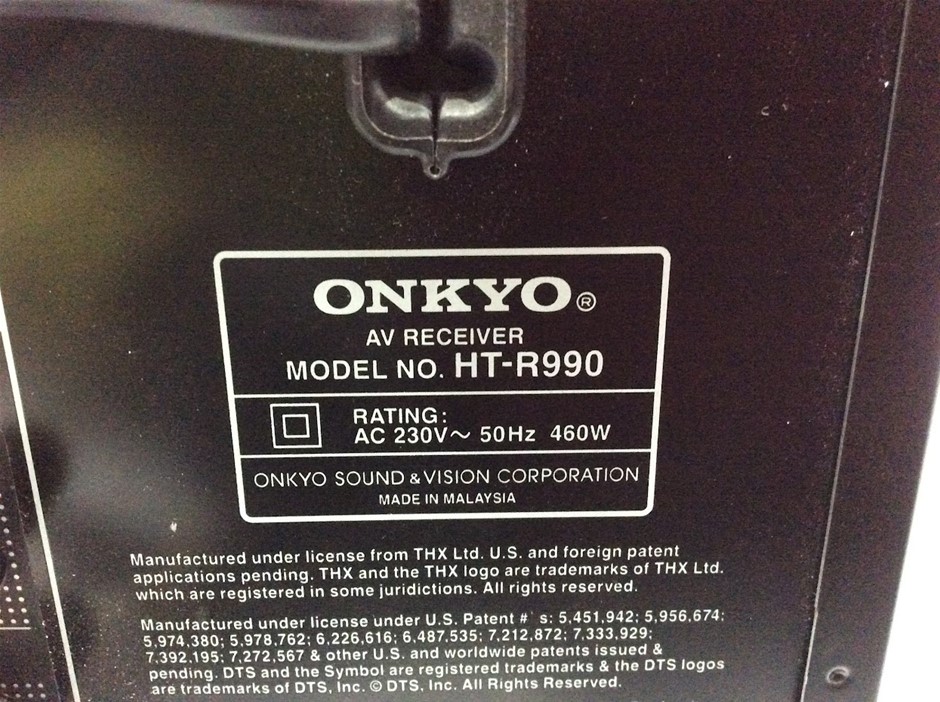 ONKYO®
AV RECEIVER
MODEL NO. HT-R990
RATING:
AC 230V～ 50Hz 460W
ONKYO SOUND & VISION CORPORATION
MADE IN MALAYSIA
Manufactured under license from THX Ltd. U.S. and foreign patent
applications pending. THX and the THX logo are trademarks of THX Ltd.
which are registered in some juridictions. All rights reserved.
Manufactured under license under U.S. Patent #' s: 5,451,942; 5,956,674;
5,974,380; 5,978,762; 6,226,616; 6,487,535; 7,212,872; 7,333,929;
7,392,195; 7,272,567 & other U.S. and worldwide patents issued &
pending. DTS and the Symbol are registered trademarks & the DTS logos
are trademarks of DTS, Inc. © DTS, Inc. All Rights Reserved.